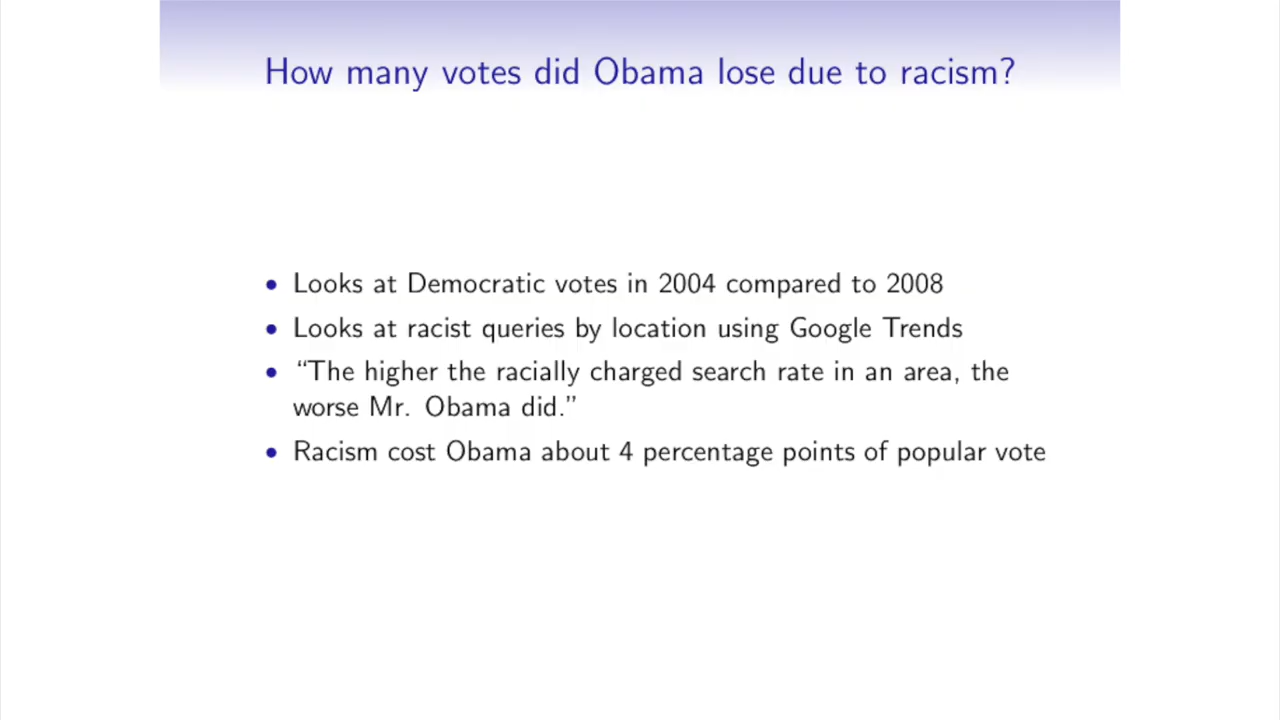 How many votes did Obama lose due to racism?
• Looks at Democratic votes in 2004 compared to 2008
• Looks at racist queries by location using Google Trends
• “The higher the racially charged search rate in an area, the
worse Mr. Obama did.”
• Racism cost Obama about 4 percentage points of popular vote